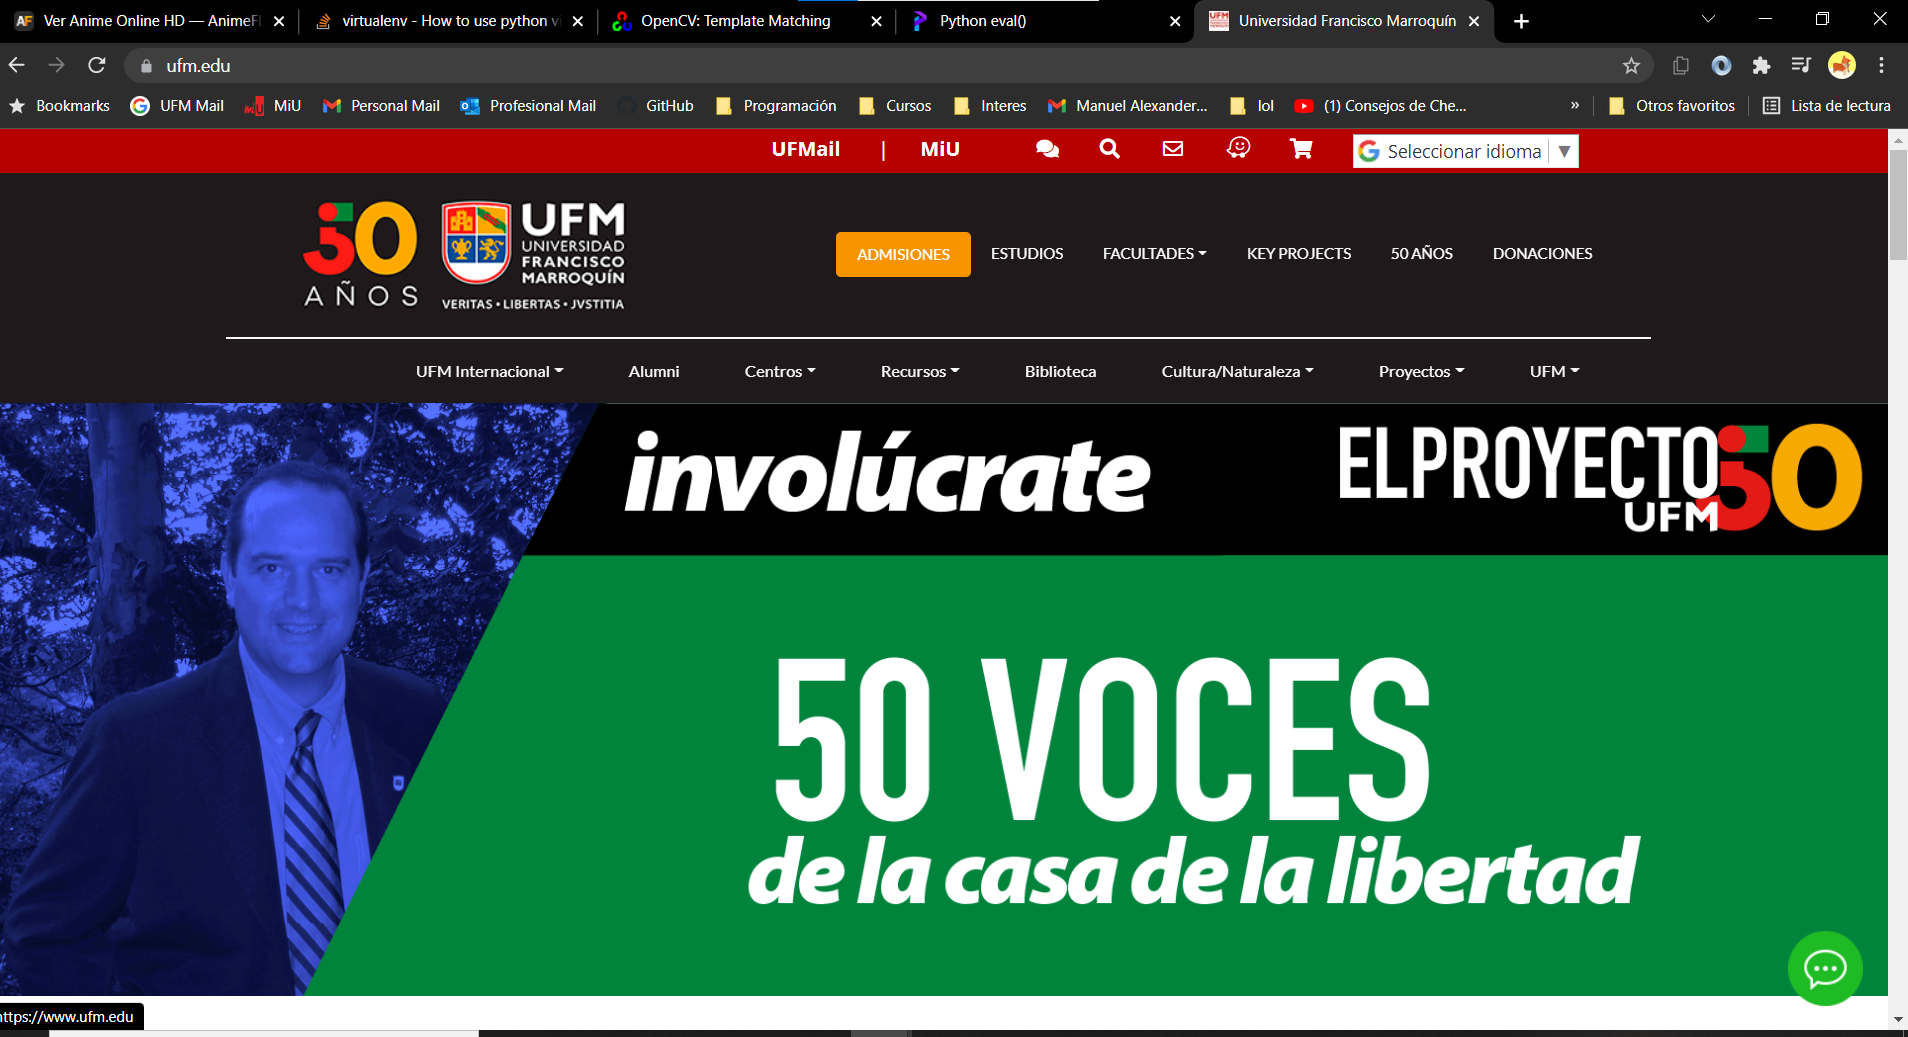 Ver Anime Online HD — AnimeFL
virtualenv - How to use python vi
OpenCV: Template Matching
Python eval()
Universidad Francisco Marroquín
ufm.edu
Bookmarks
UFM Mail
MiU
Personal Mail
Profesional Mail
GitHub
Programación
Cursos
Interes
Manuel Alexander...
lol
(1) Consejos de Che...
»
Otros favoritos
Lista de lectura
UFMail | MiU
Seleccionar idioma ▼
50
AÑOS
UFM
UNIVERSIDAD
FRANCISCO
MARROQUÍN
VERITAS • LIBERTAS • JVSTITIA
ADMISIONES
ESTUDIOS
FACULTADES
KEY PROJECTS
50 AÑOS
DONACIONES
UFM Internacional
Alumni
Centros
Recursos
Biblioteca
Cultura/Naturaleza
Proyectos
UFM
involúcrate
ELPROYECTO50
UFM
50 VOCES
de la casa de la libertad
https://www.ufm.edu